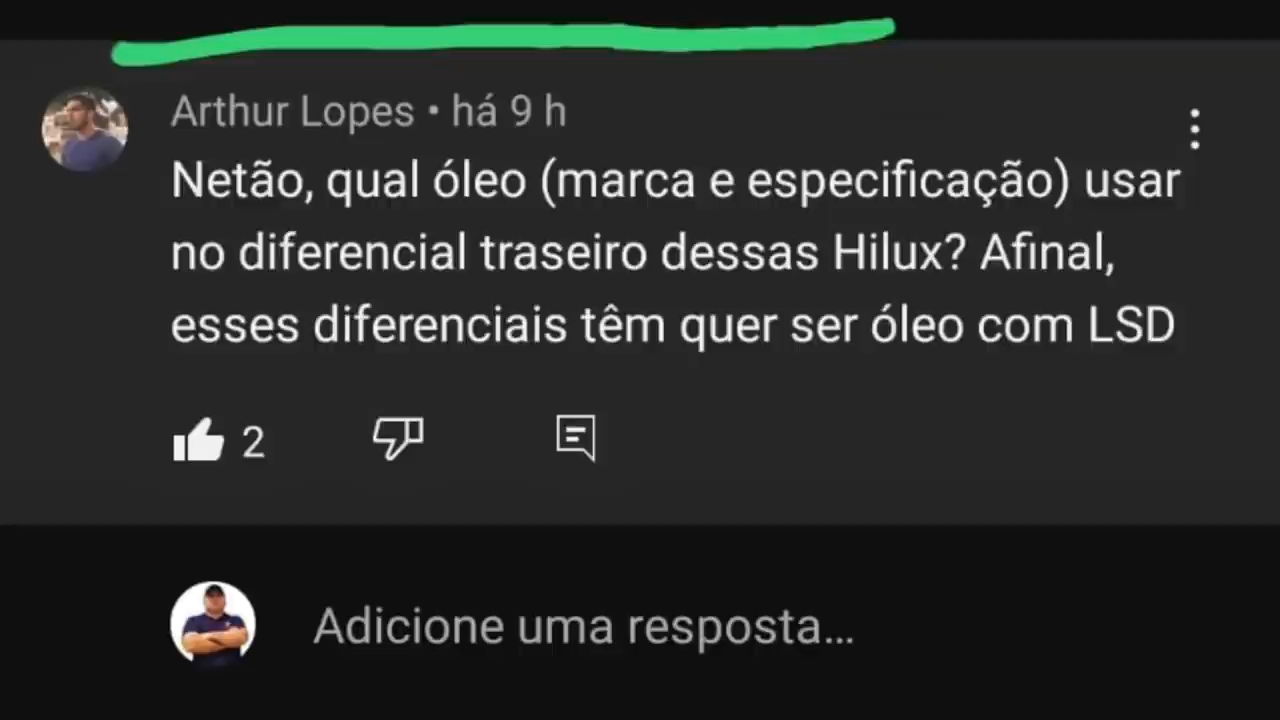 Arthur Lopes • há 9 h
Netão, qual óleo (marca e especificação) usar
no diferencial traseiro dessas Hilux? Afinal,
esses diferenciais têm quer ser óleo com LSD
2
Adicione uma resposta...